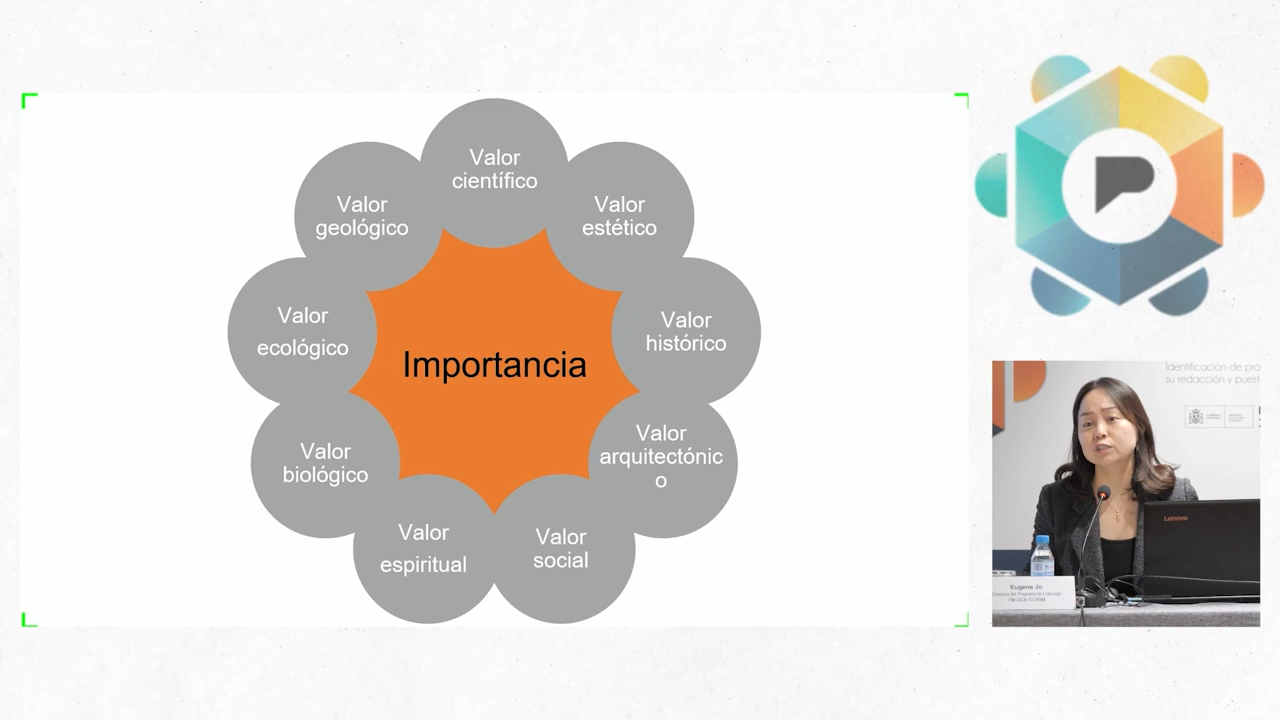 Valor
científico
Valor
geológico
Valor
estético
Valor
ecológico
Valor
histórico
Importancia
Valor
biológico
Valor
arquitectónic
o
Valor
espiritual
Valor
social
Identificación de pro
su redacción y puest
Lenovo
Eugene Jo